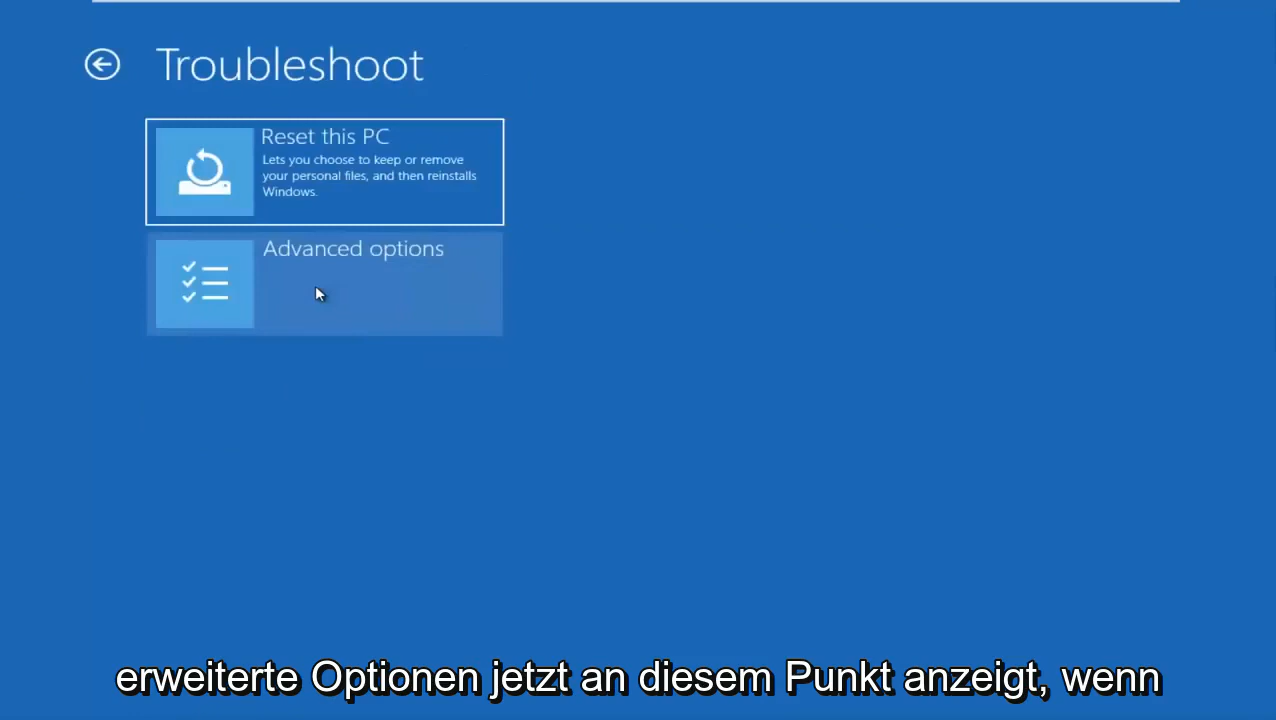 Troubleshoot
Reset this PC
Lets you choose to keep or remove
your personal files, and then reinstalls
Windows.
Advanced options
erweiterte Optionen jetzt an diesem Punkt anzeigt, wenn